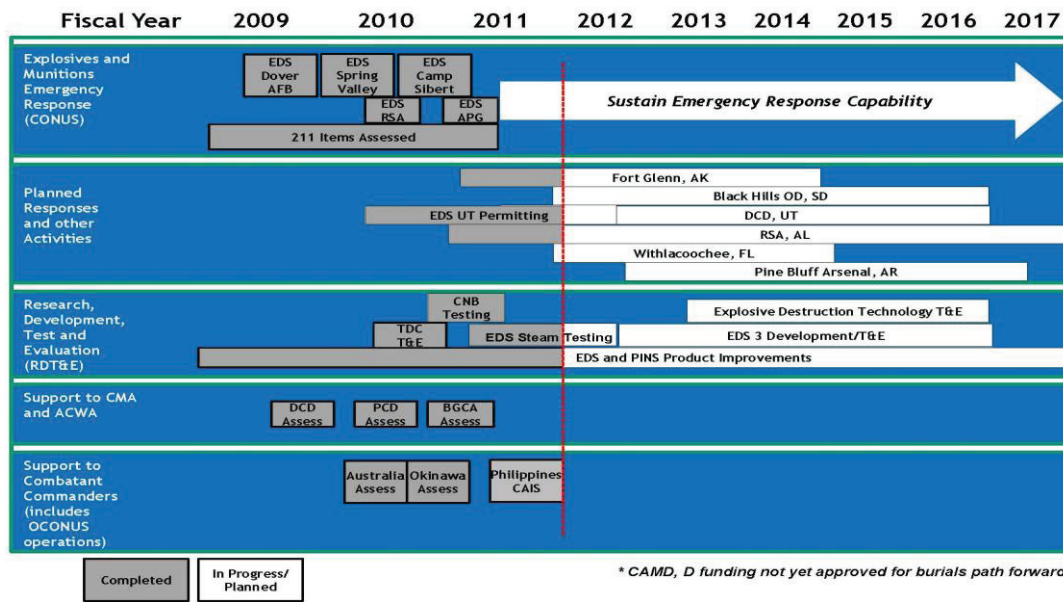 Fiscal Year 2009 2010 2011 2012 2013 2014 2015 2016 2017
Explosives and
Munitions
Emergency
Response
(CONUS)
EDS
Dover
AFB
EDS
Spring
Valley
EDS
Camp
Sibert
EDS
RSA
EDS
APG
211 Items Assessed
Sustain Emergency Response Capability
Planned
Responses
and other
Activities
Fort Glenn, AK
Black Hills OD, SD
EDS UT Permitting
DCD, UT
RSA, AL
Withlacoochee, FL
Pine Bluff Arsenal, AR
Research,
Development,
Test and
Evaluation
(RDT&E)
CNB
Testing
Explosive Destruction Technology T&E
TDC
T&E
EDS Steam Testing
EDS 3 Development/T&E
EDS and PINS Product Improvements
Support to CMA
and ACWA
DCD
Assess
PCD
Assess
BGCA
Assess
Support to
Combatant
Commanders
(includes
OCONUS
operations)
Australia
Assess
Okinawa
Assess
Philippines
CAIS
Completed
In Progress/
Planned
* CAMD, D funding not yet approved for burials path forward